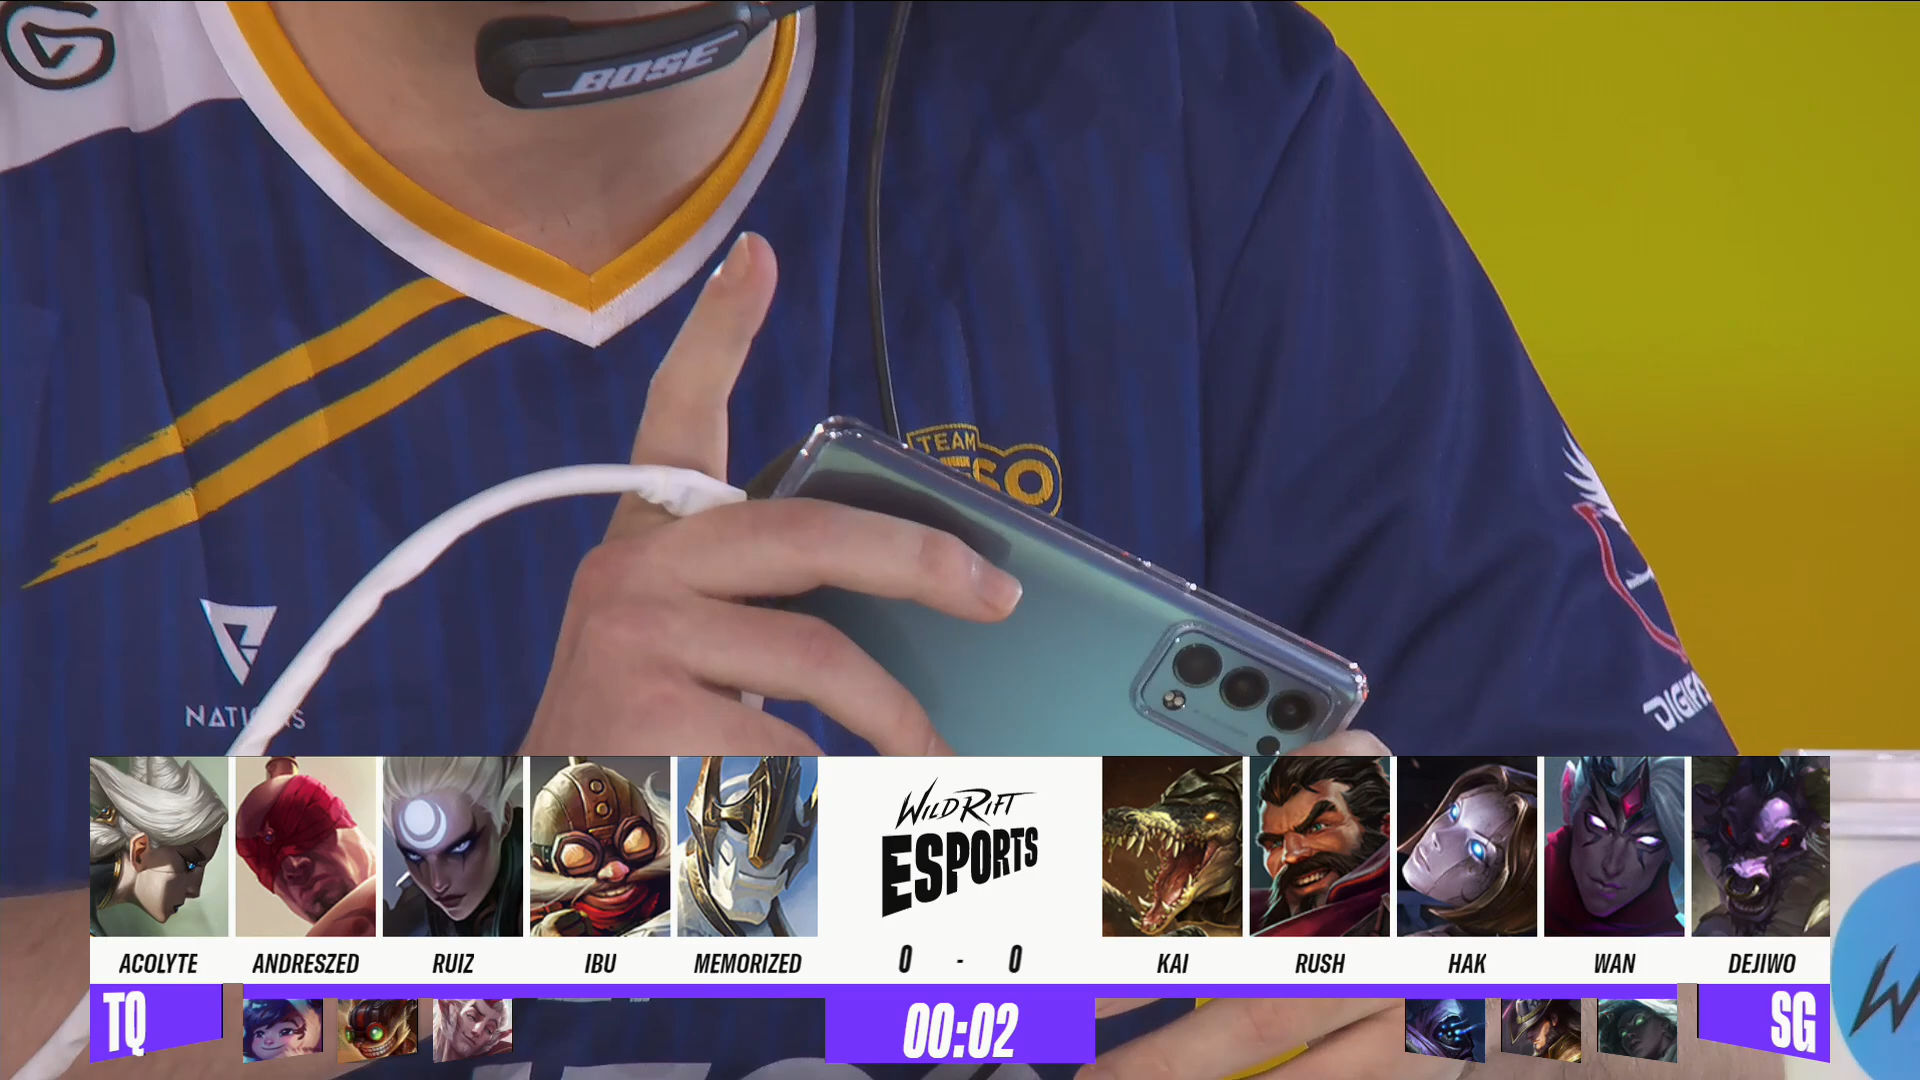 BOSE
TEAM
NATI S
DIGIF
WILD RIFT
ESPORTS
ACOLYTE ANDRESZED RUIZ IBU MEMORIZED 0 - 0 KAI RUSH HAK WAN DEJIWO
TQ 00:02 SG